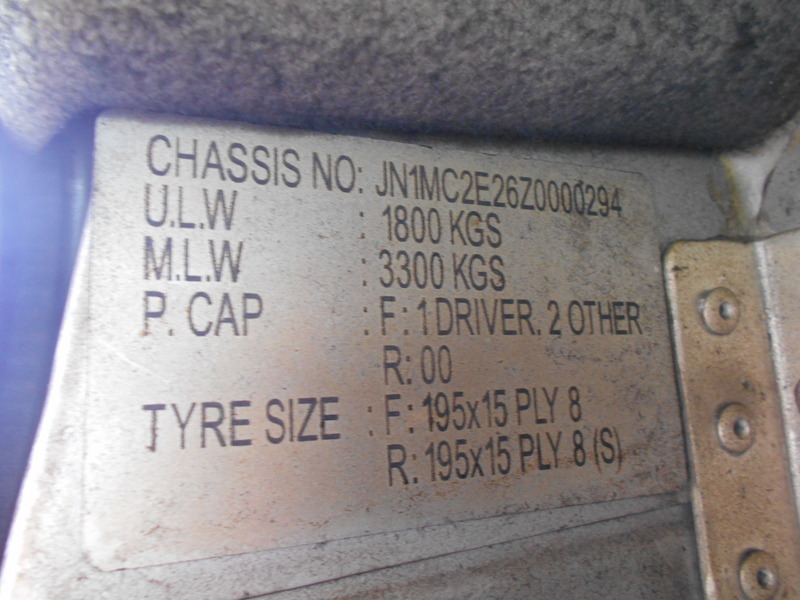 CHASSIS NO: JN1MC2E26Z0000294
U.L.W : 1800 KGS
M.L.W : 3300 KGS
P. CAP : F: 1 DRIVER. 2 OTHER
R: 00
TYRE SIZE : F: 195x15 PLY 8
R: 195x15 PLY 8 (S)